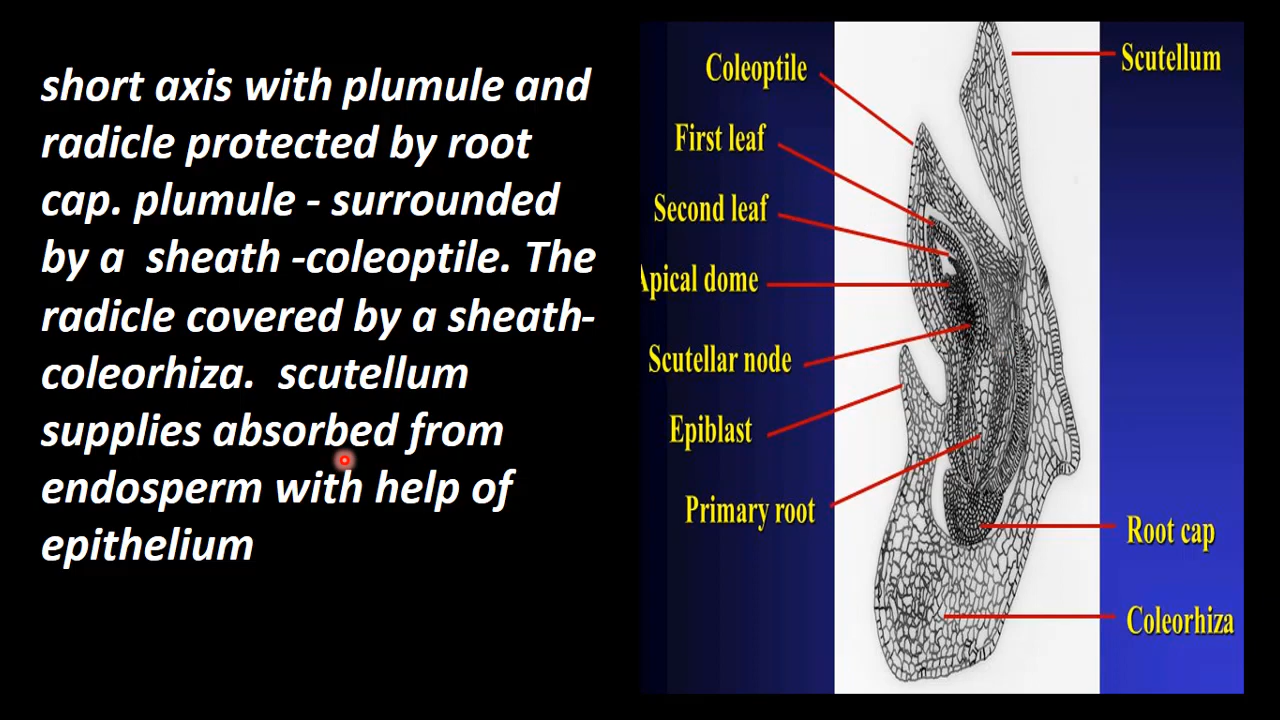 short axis with plumule and
radicle protected by root
cap. plumule - surrounded
by a  sheath -coleoptile. The
radicle covered by a sheath-
coleorhiza.  scutellum
supplies absorbed from
endosperm with help of
epithelium
Coleoptile
First leaf
Second leaf
Apical dome
Scutellar node
Epiblast
Primary root
Scutellum
Root cap
Coleorhiza